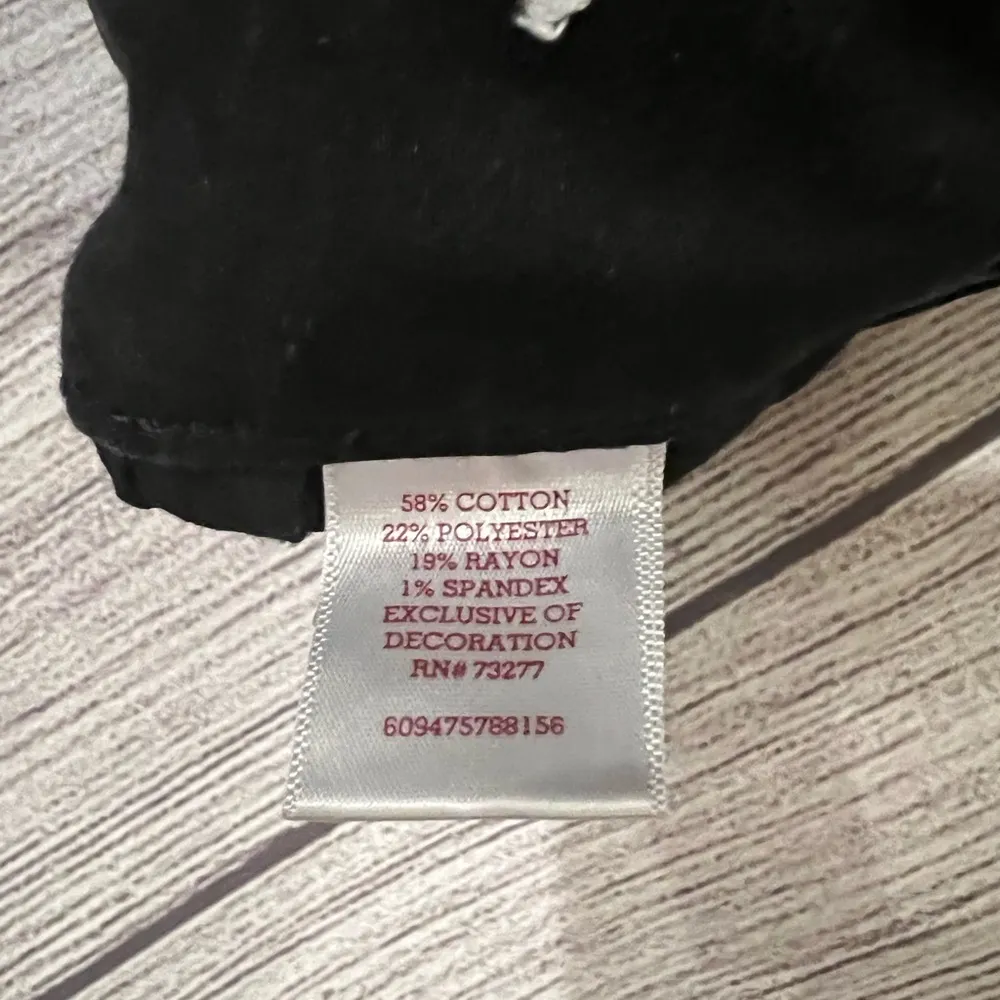 58% COTTON
22% POLYESTER
19% RAYON
1% SPANDEX
EXCLUSIVE OF
DECORATION
RN# 73277
609475788156